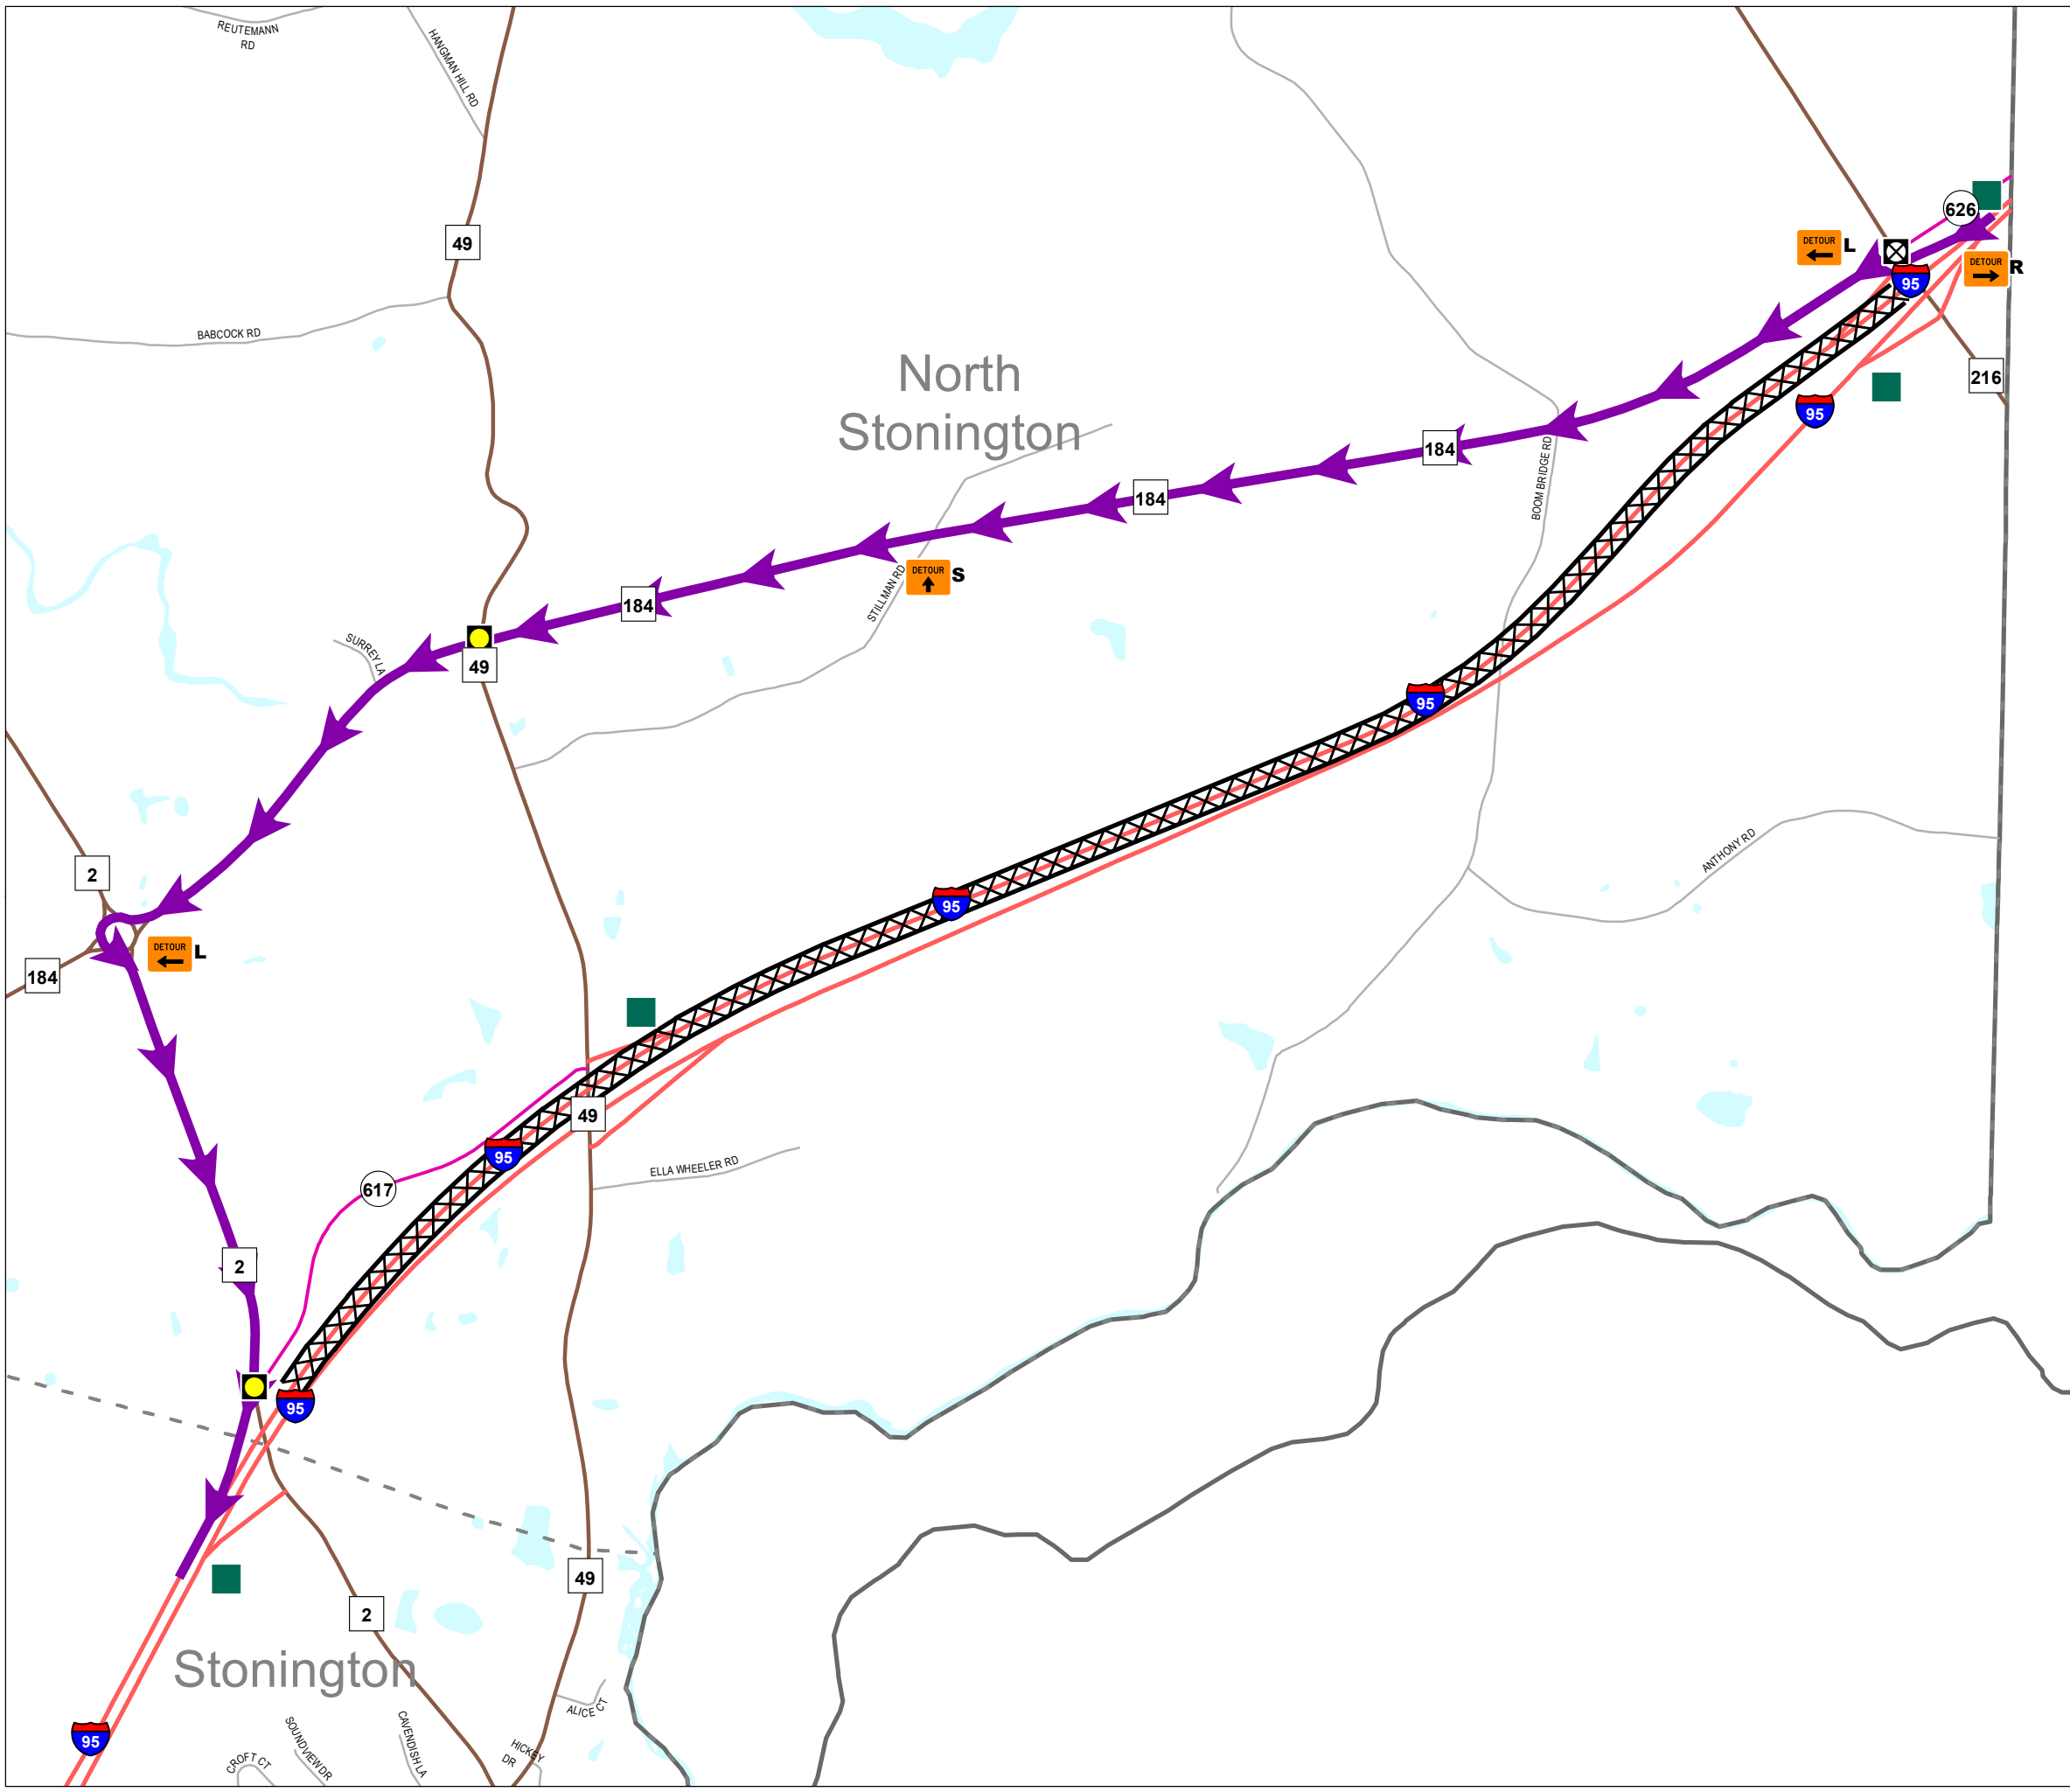 REUTEMANN
RD
HANGMAN HILL RD
49
626
DETOUR L
DETOUR R
95
BABCOCK RD
North
Stonington
216
95
184
BOOM BRIDGE RD
184
DETOUR S
STILLMAN RD
184
49
SURREY LA
95
ANTHONY RD
2
95
DETOUR L
184
49
95
ELLA WHEELER RD
617
2
95
49
2
Stonington
95
SOUNDVIEW DR
CROFT CT
CAVENDISH LA
ALICE CT
HICKEY
DR